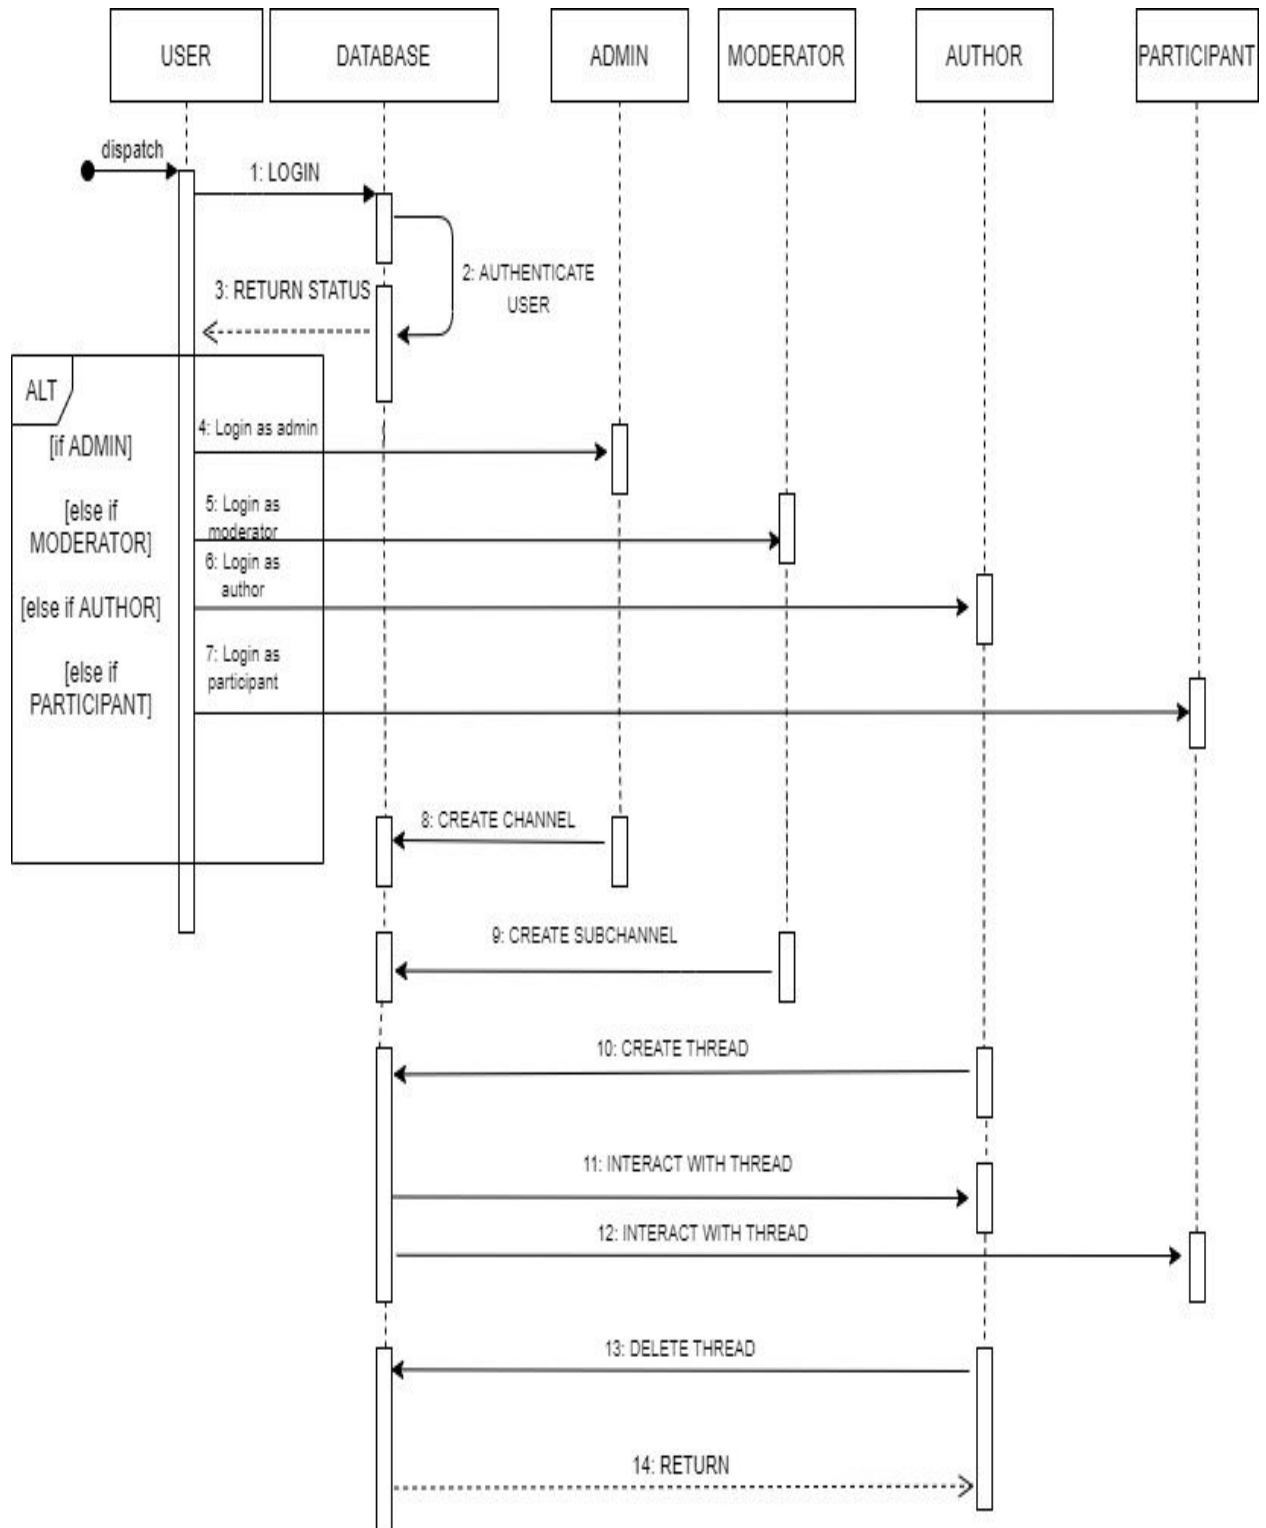 USER
DATABASE
ADMIN
MODERATOR
AUTHOR
PARTICIPANT
dispatch
1: LOGIN
2: AUTHENTICATE
USER
3: RETURN STATUS
ALT
[if ADMIN]
4: Login as admin
[else if
MODERATOR]
5: Login as
moderator
6: Login as
author
[else if AUTHOR]
[else if
PARTICIPANT]
7: Login as
participant
8: CREATE CHANNEL
9: CREATE SUBCHANNEL
10: CREATE THREAD
11: INTERACT WITH THREAD
12: INTERACT WITH THREAD
13: DELETE THREAD
14: RETURN